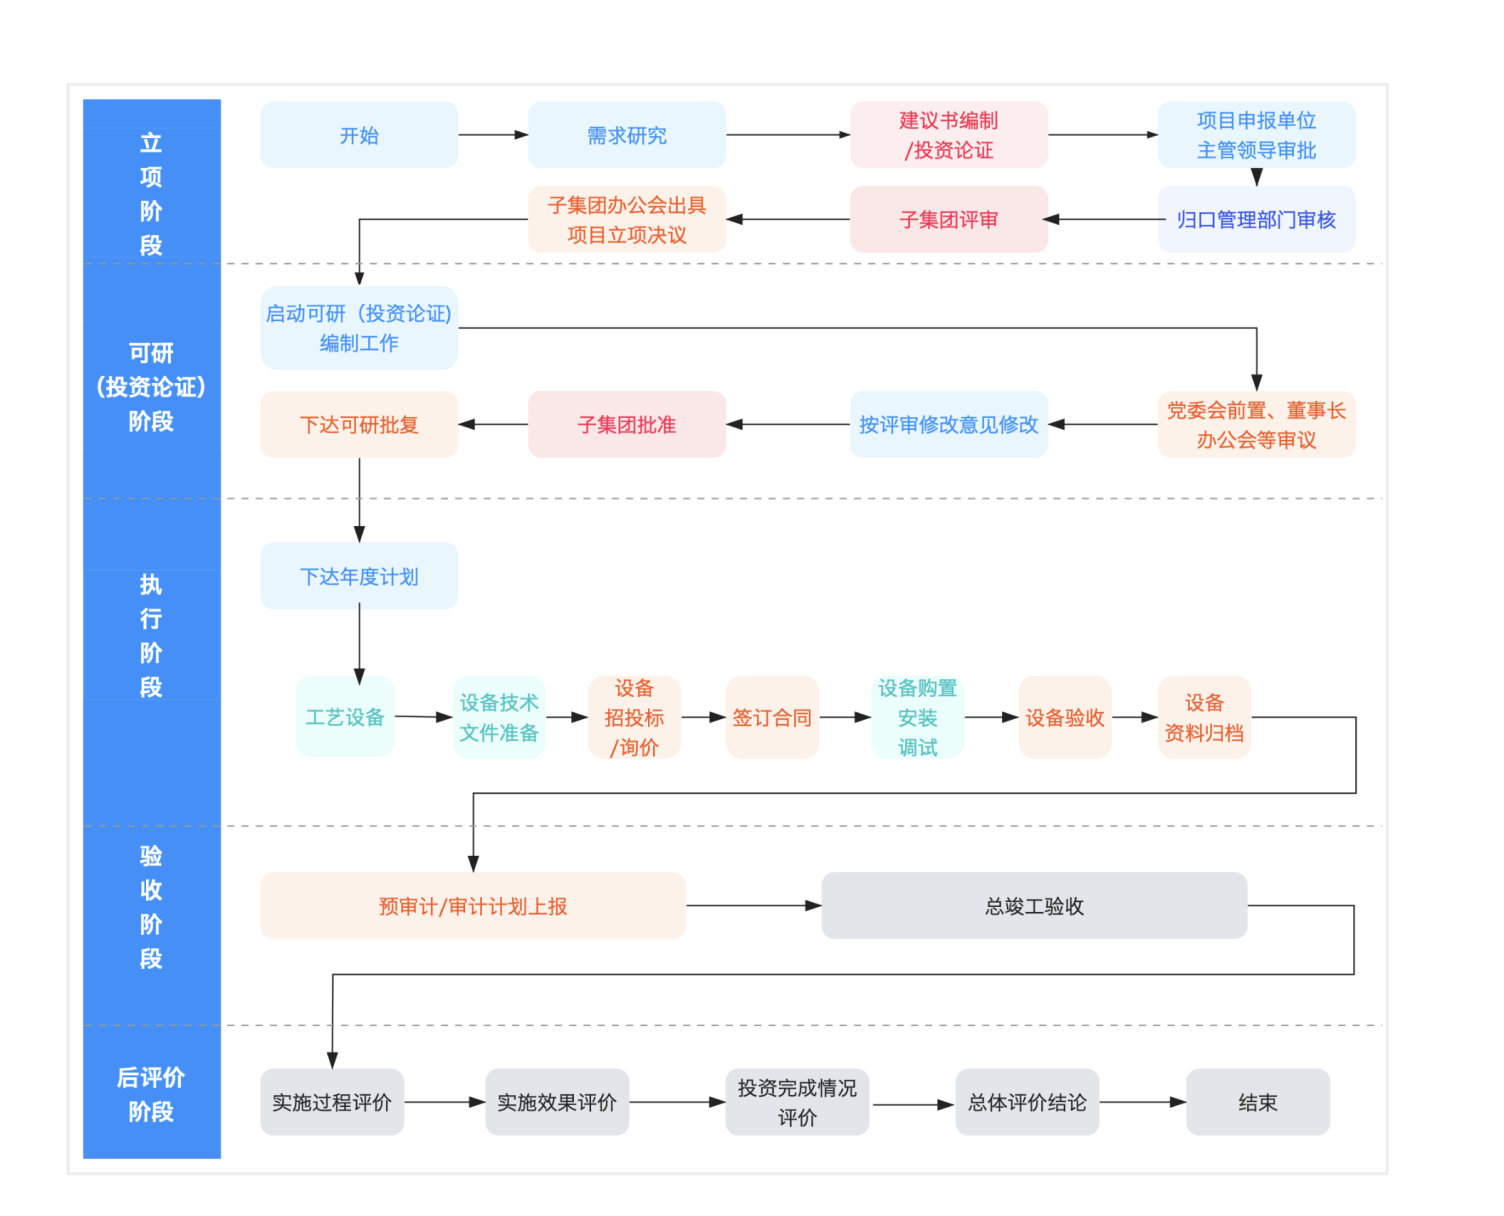 立
项
阶
段
开始
需求研究
建议书编制
/投资论证
项目申报单位
主管领导审批
子集团办公会出具
项目立项决议
子集团评审
归口管理部门审核
可研
（投资论证）
阶段
启动可研（投资论证)
编制工作
下达可研批复
子集团批准
按评审修改意见修改
党委会前置、董事长
办公会等审议
执
行
阶
段
下达年度计划
工艺设备
设备技术
文件准备
设备
招投标
/询价
签订合同
设备购置
安装
调试
设备验收
设备
资料归档
验
收
阶
段
预审计/审计计划上报
总竣工验收
后评价
阶段
实施过程评价
实施效果评价
投资完成情况
评价
总体评价结论
结束